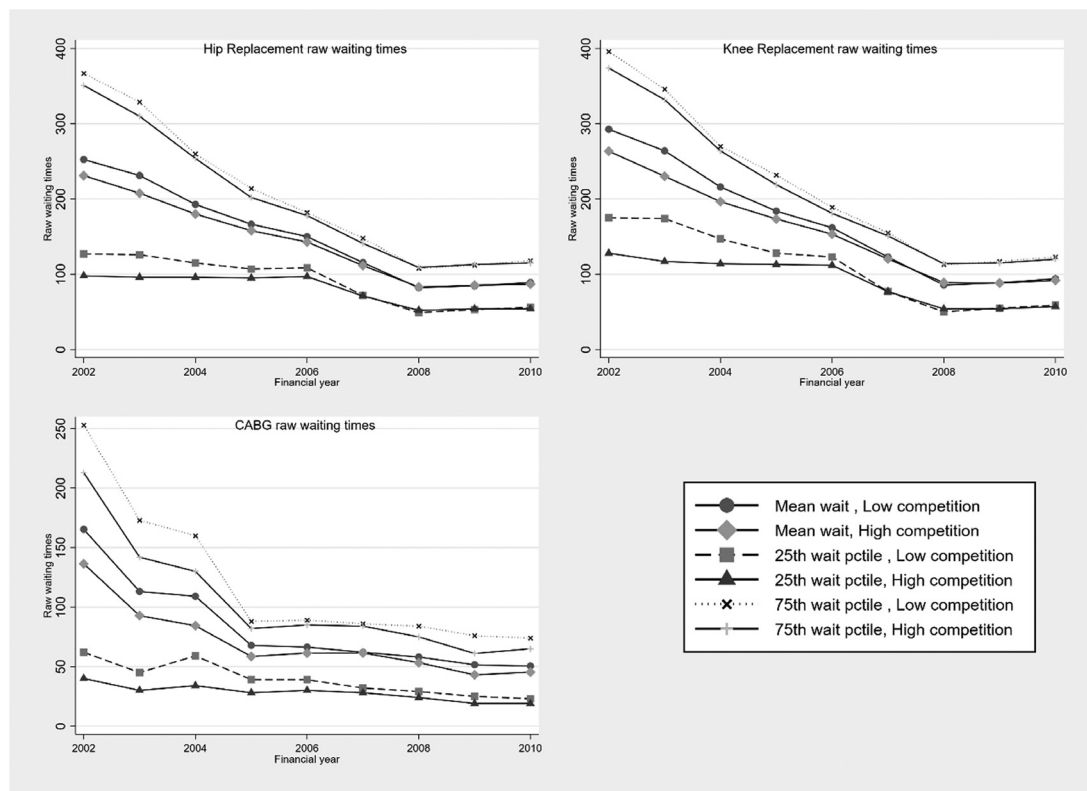 Hip Replacement raw waiting times
Raw waiting times
400
300
200
100
0
2002 2004 2006 2008 2010
Financial year
Knee Replacement raw waiting times
Raw waiting times
400
300
200
100
0
2002 2004 2006 2008 2010
Financial year
CABG raw waiting times
Raw waiting times
250
200
150
100
50
0
2002 2004 2006 2008 2010
Financial year
Mean wait , Low competition
Mean wait, High competition
25th wait pctile , Low competition
25th wait pctile, High competition
75th wait pctile , Low competition
75th wait pctile, High competition